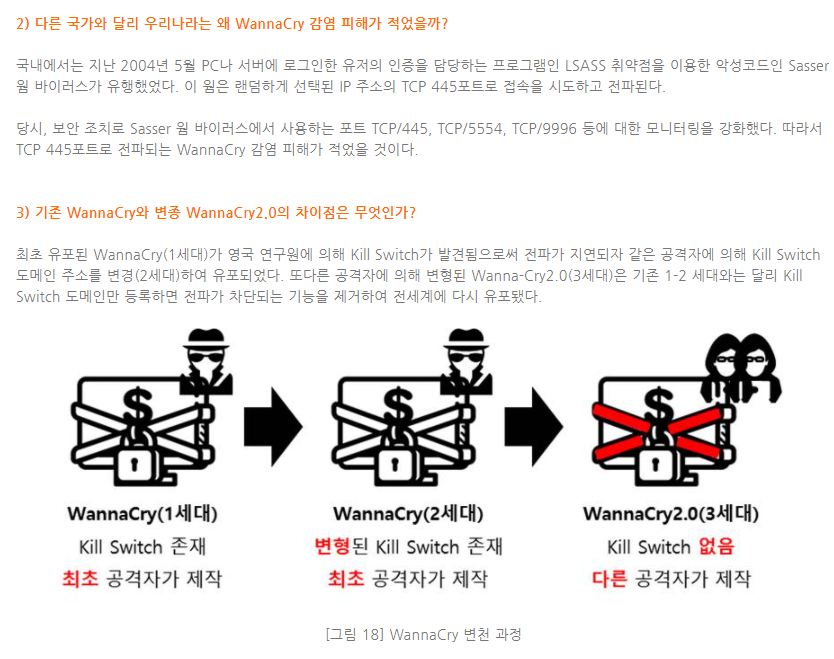 2) 다른 국가와 달리 우리나라는 왜 WannaCry 감염 피해가 적었을까?
국내에서는 지난 2004년 5월 PC나 서버에 로그인한 유저의 인증을 담당하는 프로그램인 LSASS 취약점을 이용한 악성코드인 Sasser
웜 바이러스가 유행했었다. 이 웜은 랜덤하게 선택된 IP 주소의 TCP 445포트로 접속을 시도하고 전파된다.
당시, 보안 조치로 Sasser 웜 바이러스에서 사용하는 포트 TCP/445, TCP/5554, TCP/9996 등에 대한 모니터링을 강화했다. 따라서
TCP 445포트로 전파되는 WannaCry 감염 피해가 적었을 것이다.
3) 기존 WannaCry와 변종 WannaCry2.0의 차이점은 무엇인가?
최초 유포된 WannaCry(1세대)가 영국 연구원에 의해 Kill Switch가 발견됨으로써 전파가 지연되자 같은 공격자에 의해 Kill Switch
도메인 주소를 변경(2세대)하여 유포되었다. 또다른 공격자에 의해 변형된 Wanna-Cry2.0(3세대)은 기존 1-2 세대와는 달리 Kill
Switch 도메인만 등록하면 전파가 차단되는 기능을 제거하여 전세계에 다시 유포됐다.
$ $ $
WannaCry(1세대) WannaCry(2세대) WannaCry2.0(3세대)
Kill Switch 존재 변형된 Kill Switch 존재 Kill Switch 없음
최초 공격자가 제작 최초 공격자가 제작 다른 공격자가 제작
[그림 18] WannaCry 변천 과정